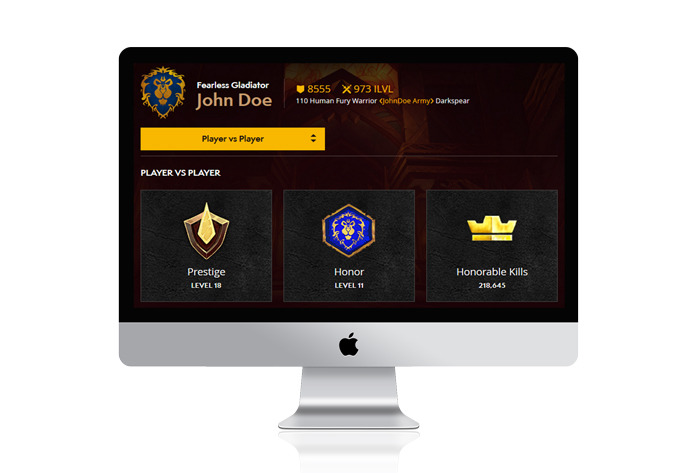 Fearless Gladiator
John Doe
8555 973 ILVL
110 Human Fury Warrior <JohnDoe Army> Darkspear
Player vs Player
PLAYER VS PLAYER
Prestige
LEVEL 18
Honor
LEVEL 11
Honorable Kills
218,645